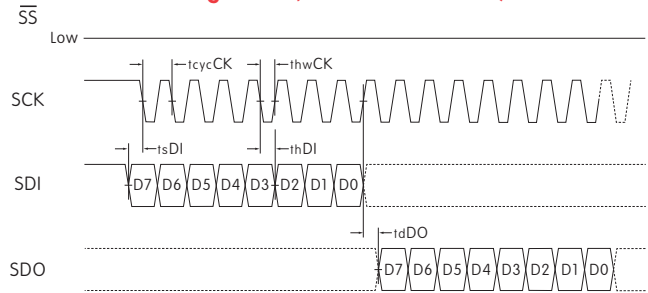 SS
Low
tcycCK thwCK
SCK
tsDI thDI
SDI D7 D6 D5 D4 D3 D2 D1 D0
tdDO
SDO D7 D6 D5 D4 D3 D2 D1 D0